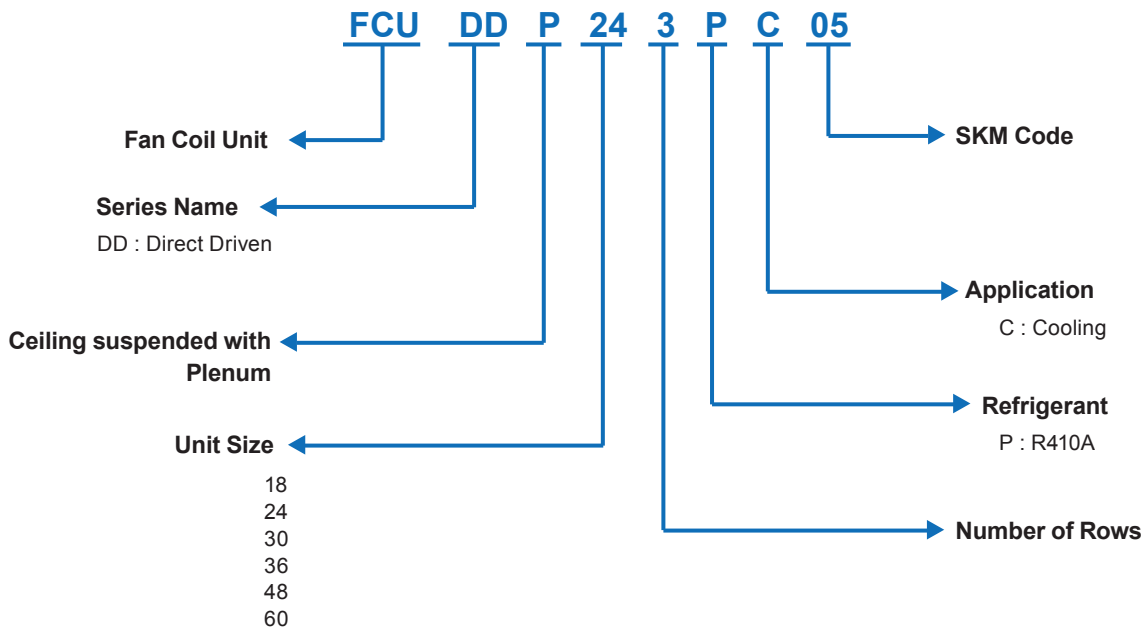 FCU DD P 24 3 P C 05
Fan Coil Unit
SKM Code
Series Name
DD : Direct Driven
Application
C : Cooling
Ceiling suspended with
Plenum
Refrigerant
P : R410A
Unit Size
18
24
30
36
48
60
Number of Rows